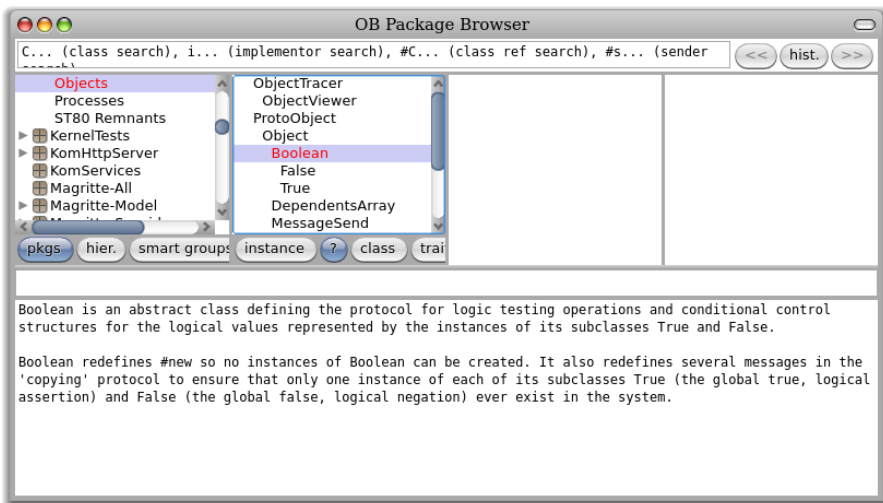 OB Package Browser
C... (class search), i... (implementor search), #C... (class ref search), #s... (sender
<< hist. >>
Objects
Processes
ST80 Remnants
KernelTests
KomHttpServer
KomServices
Magritte-All
Magritte-Model
ObjectTracer
ObjectViewer
ProtoObject
Object
Boolean
False
True
DependentsArray
MessageSend
pkgs hier. smart groups instance ? class trai
Boolean is an abstract class defining the protocol for logic testing operations and conditional control
structures for the logical values represented by the instances of its subclasses True and False.
Boolean redefines #new so no instances of Boolean can be created. It also redefines several messages in the
'copying' protocol to ensure that only one instance of each of its subclasses True (the global true, logical
assertion) and False (the global false, logical negation) ever exist in the system.